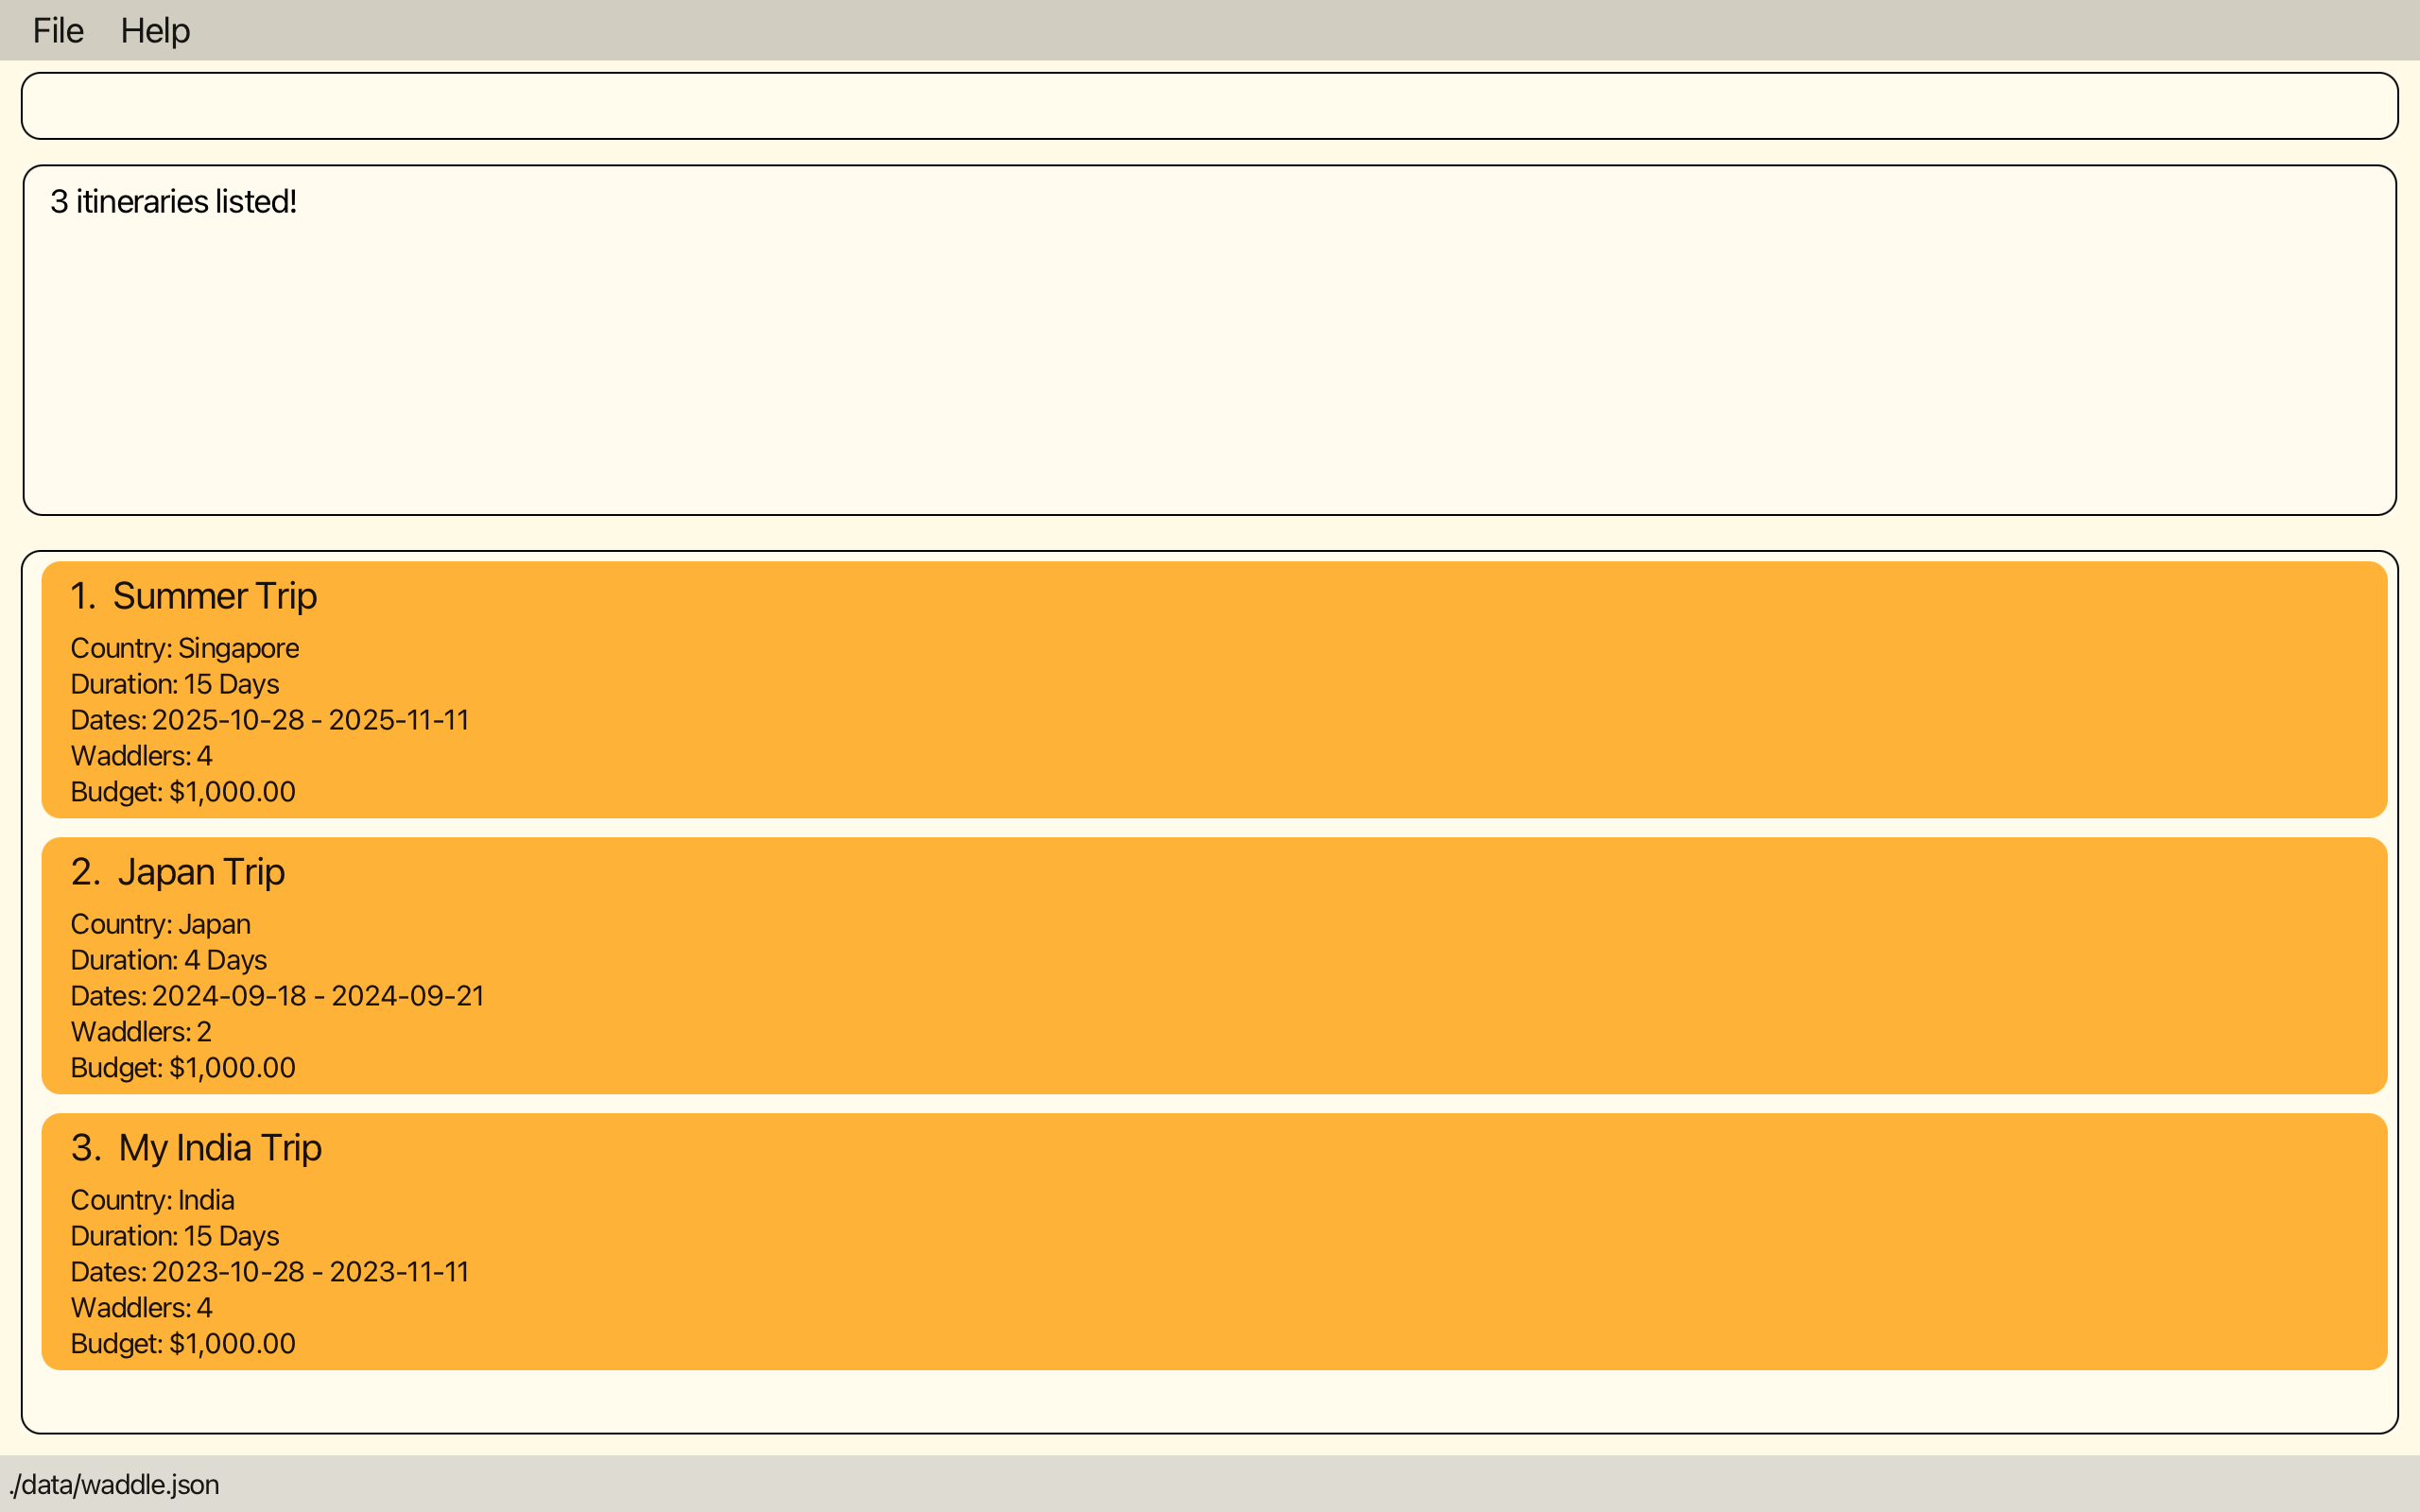 File Help
3 itineraries listed!
1. Summer Trip
Country: Singapore
Duration: 15 Days
Dates: 2025-10-28 - 2025-11-11
Waddlers: 4
Budget: $1,000.00
2. Japan Trip
Country: Japan
Duration: 4 Days
Dates: 2024-09-18 - 2024-09-21
Waddlers: 2
Budget: $1,000.00
3. My India Trip
Country: India
Duration: 15 Days
Dates: 2023-10-28 - 2023-11-11
Waddlers: 4
Budget: $1,000.00
./data/waddle.json